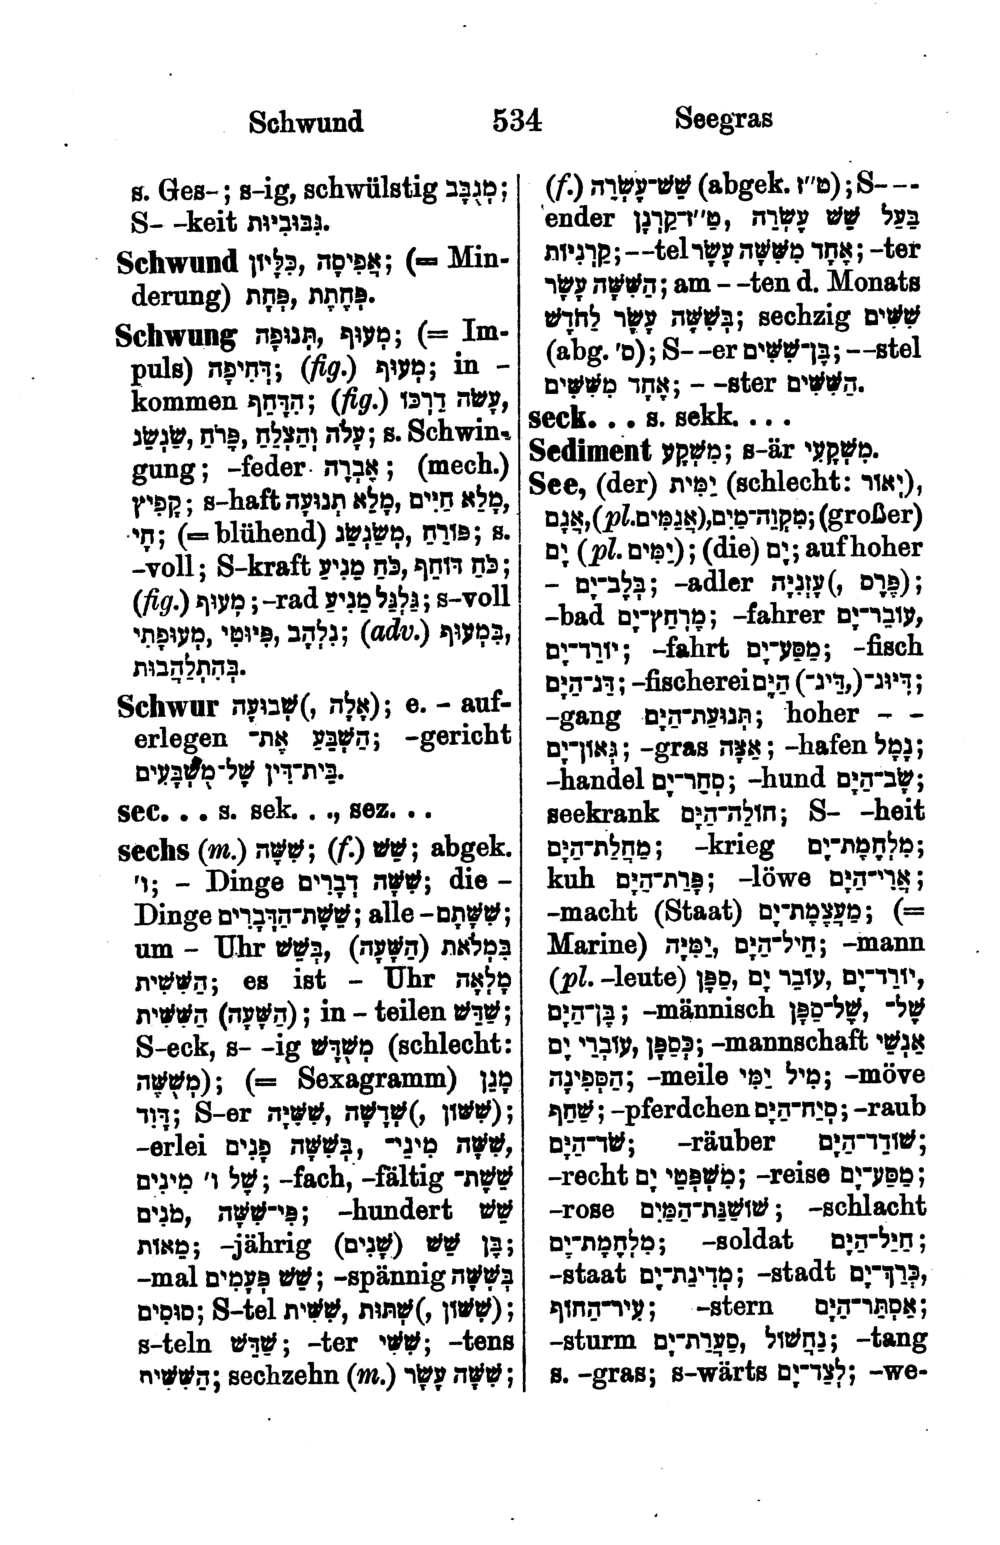 Schwund 534 Seegras
s. Ges-; s-ig, schwülstig מְגֻבָּב;
S- -keit גִּבּוּבִיּוּת.
Schwund אֲפִיסָה, כִּלָּיוֹן; (= Min-
derung) פְּחָת, פְּחֶתֶת.
Schwung מָעוּף, תְּנוּפָה; (= Im-
puls) דְּחִיפָה; (fig.) מָעוּף; in -
kommen הִדָּחֵף; (fig.) עָשֹׂה דַרְכּוֹ,
עָלֹה וְהַצְלֵחַ, פָּרֹחַ, שַׂגְשֵׂג; s. Schwin-
gung; -feder אֶבְרָה; (mech.)
קָפִיץ; s-haft מָלֵא חַיִּים, מָלֵא תְנוּעָה,
חָי; (= blühend) פּוֹרֵחַ, מְשַׂגְשֵׂג; s.
-voll; S-kraft כֹּחַ דּוֹחֵף, כֹּחַ מֵנִיעַ;
(fig.) מָעוּף; -rad גַּלְגַּל מֵנִיעַ; s-voll
נִלְהָב, פִּיּוּטִי, מְעוּפָתִי; (adv.) בִּמְעוּף,
בְּהִתְלַהֲבוּת.
Schwur שְׁבוּעָה (, אָלָה); e. - auf-
erlegen הַשְׁבֵּעַ אֶת־; -gericht
בֵּית־דִּין שֶׁל־מֻשְׁבָּעִים.
sec... s. sek..., sez...
sechs (m.) שִׁשָּׁה; (f.) שֵׁשׁ; abgek.
ו'; - Dinge שִׁשָּׁה דְבָרִים; die -
Dinge שֵׁשֶׁת־הַדְּבָרִים; alle - שִׁשְׁתָּם;
um - Uhr בְּשֵׁשׁ, (הַשָּׁעָה) בִּמְלֹאת
הַשִּׁשִּׁית; es ist - Uhr מָלְאָה
(הַשָּׁעָה) הַשִּׁשִּׁית; in - teilen שַׁדֵּשׁ;
S-eck, s- -ig מְשֻׁדָּשׁ (schlecht:
מְשֻׁשֶּׁה); (= Sexagramm) מָגֵן
דָּוִד; S-er שִׁשִּׁיָּה, שְׁדָשָׁה (, שִׁשּׁוֹן);
-erlei שִׁשָּׁה מִינֵי־, בְּשִׁשָּׁה פָנִים,
שֶׁל ו' מִינִים; -fach, -fältig שֵׁשֶׁת־
מֹנִים, פִּי־שִׁשָּׁה; -hundert שֵׁשׁ
מֵאוֹת; -jährig בֶּן שֵׁשׁ (שָׁנִים);
-mal שֵׁשׁ פְּעָמִים; -spännig בְּשִׁשָּׁה
סוּסִים; S-tel שִׁשִּׁית, שְׁתוּת (, שִׁשּׁוֹן);
s-teln שַׁדֵּשׁ; -ter שִׁשִּׁי; -tens
הַשִּׁשִּׁית; sechzehn (m.) שִׁשָּׁה עָשָׂר;
(f.) שֵׁשׁ־עֶשְׂרֵה (abgek. ט"ז); S---
ender בַּעַל שֵׁשׁ עֶשְׂרֵה, ט"ז־קַרְנָן
קַרְנַיִּוֹת; --tel אֶחָד מִשִּׁשָּׁה עָשָׂר; -ter
הַשִּׁשָּׁה עָשָׂר; am - -ten d. Monats
בְּשִׁשָּׁה עָשָׂר לַחֹדֶשׁ; sechzig שִׁשִּׁים
(abg. ס'); S--er בֶּן־שִׁשִּׁים; --stel
אֶחָד מִשִּׁשִּׁים; - -ster הַשִּׁשִּׁים.
seck... s. sekk....
Sediment מִשְׁקָע; s-är מִשְׁקָעִי.
See, (der) יַמִּית (schlecht: יְאוֹר),
אֲגַם, (pl. אֲגַמִּים), מִקְוֵה־מַיִם; (großer)
יָם (pl. יַמִּים); (die) יָם; auf hoher
- בְּלֶב־יָם; -adler עָזְנִיָּה (, פֶּרֶס);
-bad מֶרְחַץ־יָם; -fahrer עוֹבֵר־יָם,
יוֹרֵד־יָם; -fahrt מַסַּע־יָם; -fisch
דַּג־הַיָּם; -fischerei דִּיּוּג־(, דַּיָּג־) הַיָּם;
-gang תְּנוּעַת־הַיָּם; hoher - -
גְּאוֹן־יָם; -gras אַצָּה; -hafen נָמֵל;
-handel סְחַר־יָם; -hund כֶּלֶב־הַיָּם;
seekrank חוֹלֵה־הַיָּם; S- -heit
מַחֲלַת־הַיָּם; -krieg מִלְחֶמֶת־יָם;
kuh פָּרַת־הַיָּם; -löwe אֲרִי־הַיָּם;
-macht (Staat) מַעֲצֶמֶת־יָם; (=
Marine) חֵיל־הַיָּם, יַמִּיָּה; -mann
(pl. -leute) סַפָּן, עוֹבֵר יָם, יוֹרֵד־יָם,
בֶּן־הַיָּם; -männisch שֶׁל־סַפָּן, שֶׁל־
עוֹבְרֵי יָם, כְּסַפָּן; -mannschaft אַנְשֵׁי
הַסְּפִינָה; -meile מִיל יַמִּי; -möve
שַׁחַף; -pferdchen סִיַּח־הַיָּם; -raub
שֹׁד־הַיָּם; -räuber שׁוֹדֵד־הַיָּם;
-recht מִשְׁפְּטֵי יָם; -reise מַסַּע־יָם;
-rose שׁוֹשַׁנַּת־הַמַּיִם; -schlacht
מִלְחֶמֶת־יָם; -soldat חַיַּל־הַיָּם;
-staat מְדִינַת־יָם; -stadt כְּרַךְ־יָם,
עִיר־הַחוֹף; -stern אַסְתֵּר־הַיָּם;
-sturm נַחְשׁוֹל, סַעֲרַת־יָם; -tang
s. -gras; s-wärts לְצַד־יָם; -we-